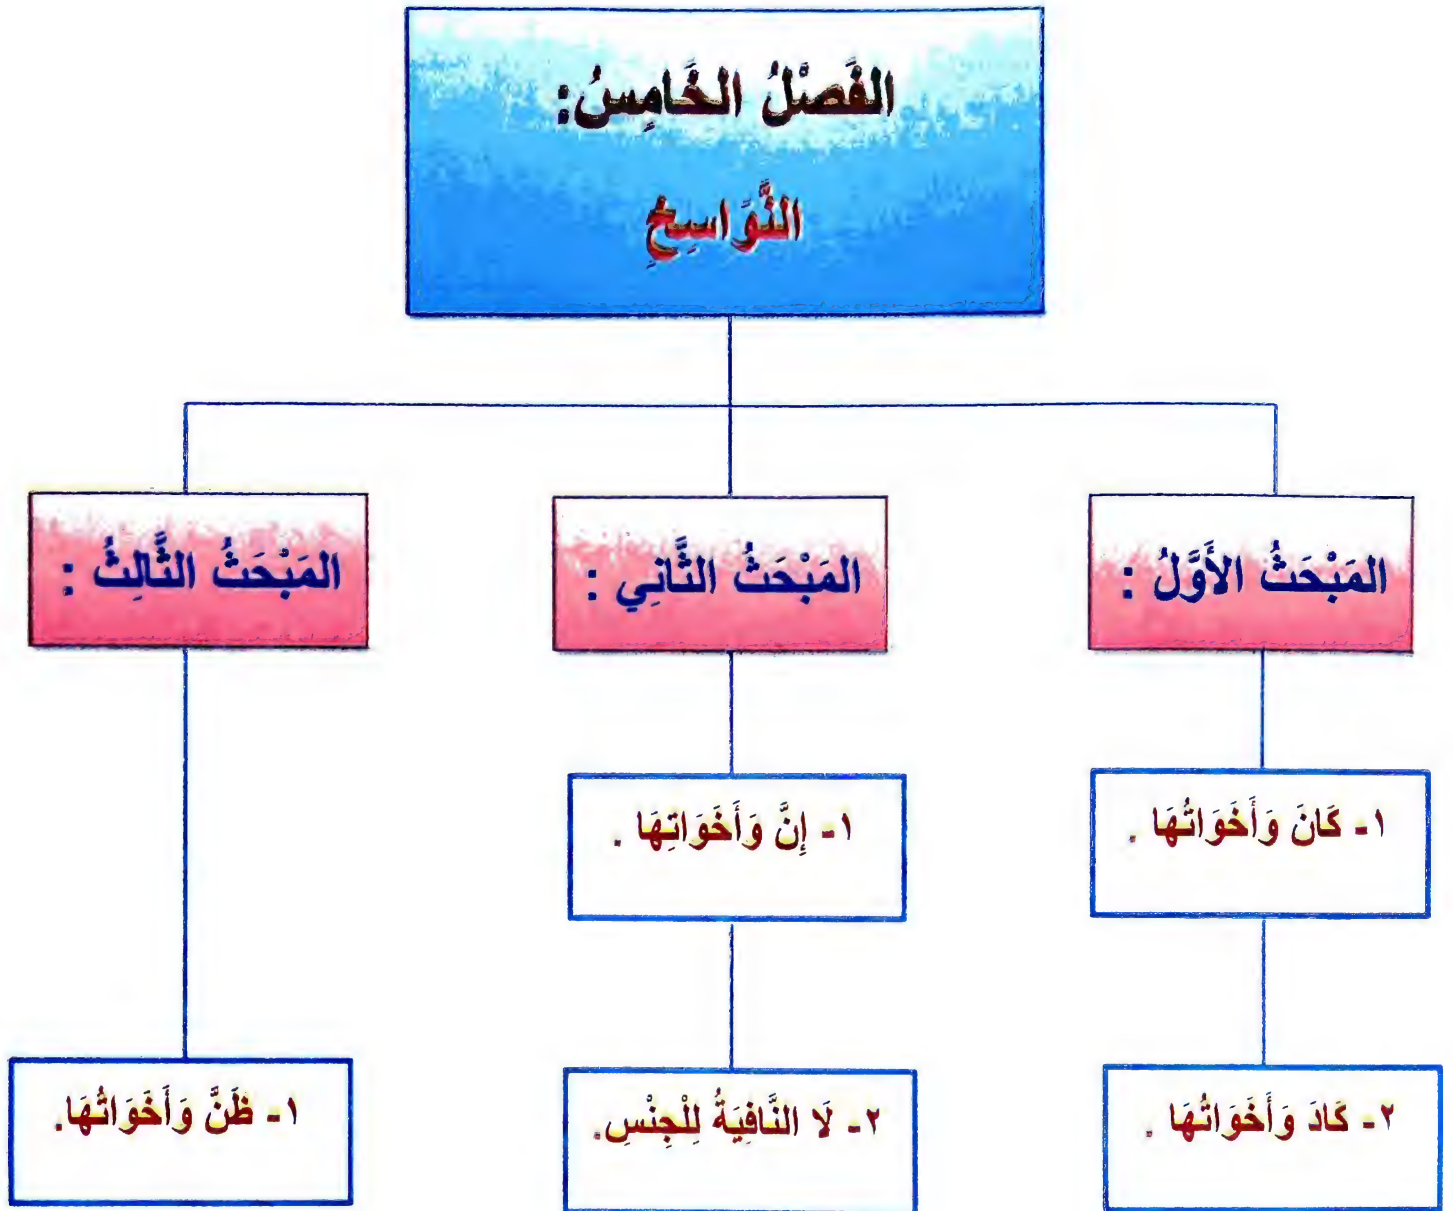 الفَصْلُ الخَامِسُ:
النَّوَاسِخِ
المَبْحَثُ الأَوَّلُ :
المَبْحَثُ الثَّانِي :
المَبْحَثُ الثَّالِثُ :
١- كَانَ وَأَخَوَاتُهَا .
١- إِنَّ وَأَخَوَاتِهَا .
٢- كَادَ وَأَخَوَاتُهَا .
٢- لَا النَّافِيَةُ لِلْجِنْسِ.
١- ظَنَّ وَأَخَوَاتُهَا.